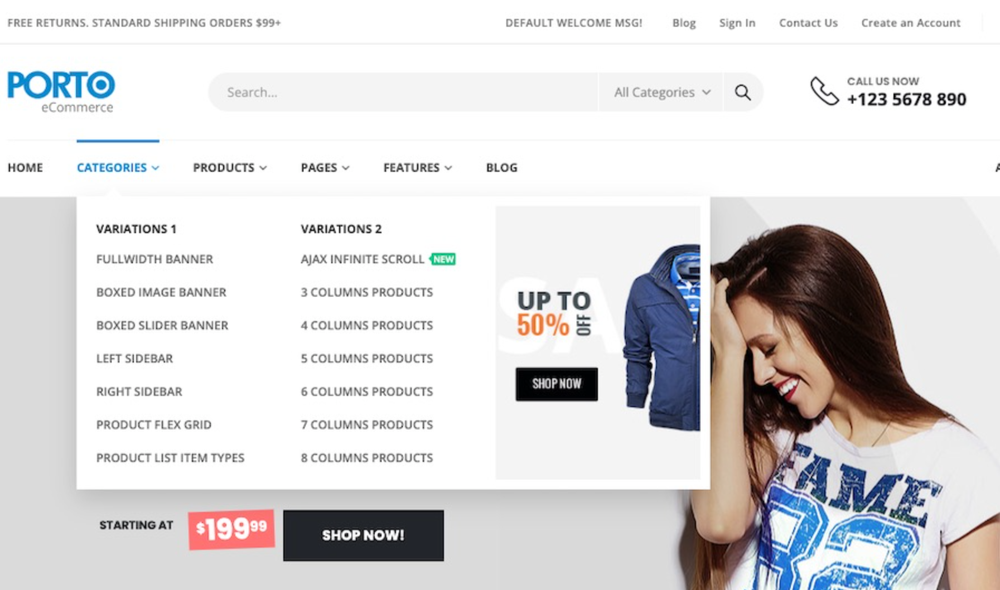 FREE RETURNS. STANDARD SHIPPING ORDERS $99+
DEFAULT WELCOME MSG! Blog Sign In Contact Us Create an Account
PORTO
eCommerce
Search...
All Categories
CALL US NOW
+123 5678 890
HOME CATEGORIES PRODUCTS PAGES FEATURES BLOG
VARIATIONS 1
FULLWIDTH BANNER
BOXED IMAGE BANNER
BOXED SLIDER BANNER
LEFT SIDEBAR
RIGHT SIDEBAR
PRODUCT FLEX GRID
PRODUCT LIST ITEM TYPES
VARIATIONS 2
AJAX INFINITE SCROLL NEW
3 COLUMNS PRODUCTS
4 COLUMNS PRODUCTS
5 COLUMNS PRODUCTS
6 COLUMNS PRODUCTS
7 COLUMNS PRODUCTS
8 COLUMNS PRODUCTS
SA
UP TO
50% OFF
SHOP NOW
STARTING AT $19999 SHOP NOW!
FAME